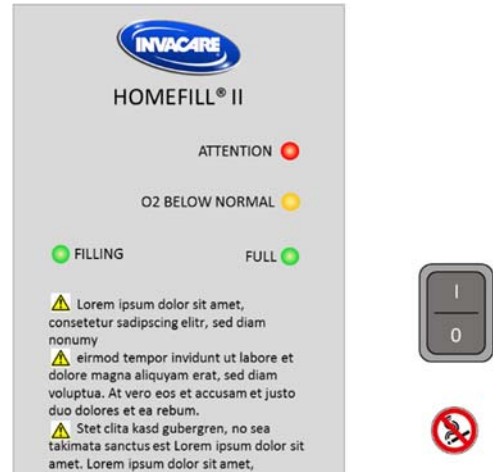 INVACARE
HOMEFILL® II
ATTENTION
O2 BELOW NORMAL
FILLING
FULL
Lorem ipsum dolor sit amet,
consetetur sadipscing elitr, sed diam
nonumy
eirmod tempor invidunt ut labore et
dolore magna aliquyam erat, sed diam
voluptua. At vero eos et accusam et justo
duo dolores et ea rebum.
Stet clita kasd gubergren, no sea
takimata sanctus est Lorem ipsum dolor sit
amet. Lorem ipsum dolor sit amet,
I
0